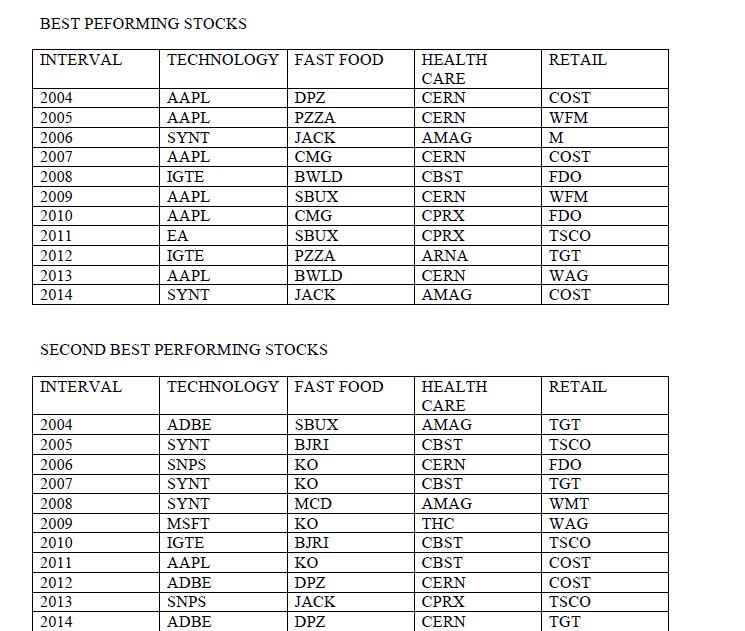 BEST PEFORMING STOCKS
INTERVAL TECHNOLOGY FAST FOOD HEALTH CARE RETAIL
2004 AAPL DPZ CERN COST
2005 AAPL PZZA CERN WFM
2006 SYNT JACK AMAG M
2007 AAPL CMG CERN COST
2008 IGTE BWLD CBST FDO
2009 AAPL SBUX CERN WFM
2010 AAPL CMG CPRX FDO
2011 EA SBUX CPRX TSCO
2012 IGTE PZZA ARNA TGT
2013 AAPL BWLD CERN WAG
2014 SYNT JACK AMAG COST
SECOND BEST PERFORMING STOCKS
INTERVAL TECHNOLOGY FAST FOOD HEALTH CARE RETAIL
2004 ADBE SBUX AMAG TGT
2005 SYNT BJRI CBST TSCO
2006 SNPS KO CERN FDO
2007 SYNT KO CBST TGT
2008 SYNT MCD AMAG WMT
2009 MSFT KO THC WAG
2010 IGTE BJRI CBST TSCO
2011 AAPL KO CBST COST
2012 ADBE DPZ CERN COST
2013 SNPS JACK CPRX TSCO
2014 ADBE DPZ CERN TGT